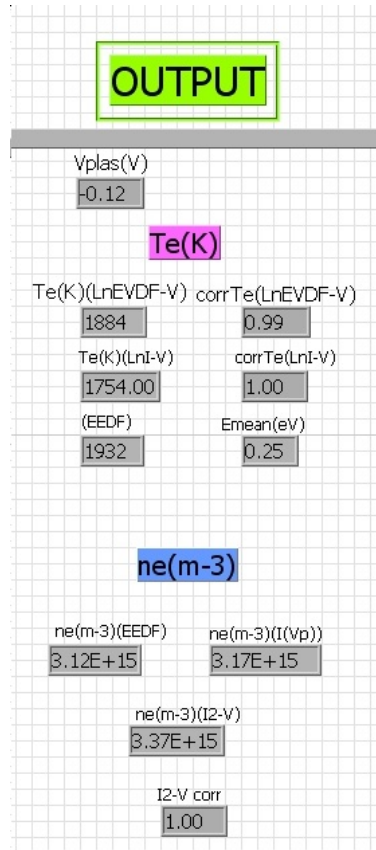 OUTPUT
Vplas(V)
-0.12
Te(K)
Te(K)(LnEVDF-V) corrTe(LnEVDF-V)
1884 0.99
Te(K)(LnI-V) corrTe(LnI-V)
1754.00 1.00
(EEDF) Emean(eV)
1932 0.25
ne(m-3)
ne(m-3)(EEDF) ne(m-3)(I(Vp))
3.12E+15 3.17E+15
ne(m-3)(I2-V)
3.37E+15
I2-V corr
1.00